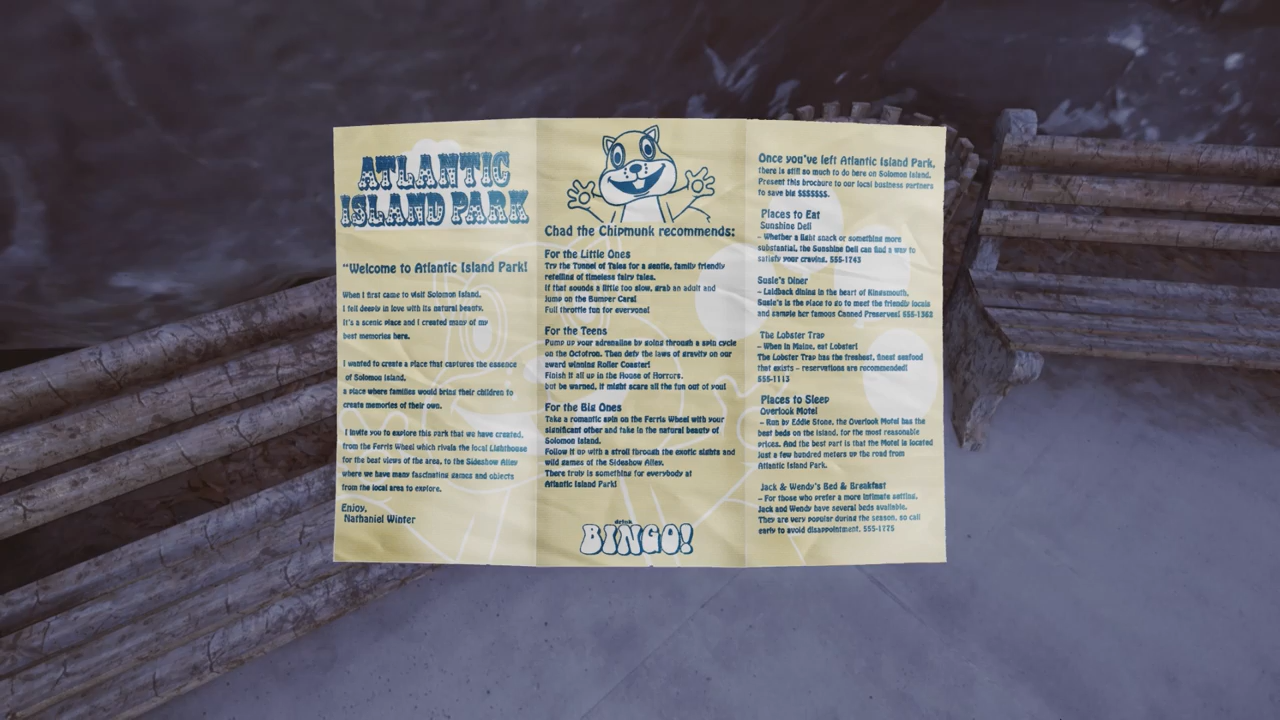 ATLANTIC
ISLAND PARK
"Welcome to Atlantic Island Park!
When I first came to visit Solomon Island,
I fell deeply in love with its natural beauty.
It's a scenic place and I created many of my
best memories here.
I wanted to create a place that captures the essence
of Solomon Island,
a place where families would bring their children to
create memories of their own.
I invite you to explore this park that we have created,
from the Ferris Wheel which rivals the local Lighthouse
for the best views of the area, to the Sideshow Alley
where we have many fascinating games and objects
from the local area to explore.
Enjoy,
Nathaniel Winter
Chad the Chipmunk recommends:
For the Little Ones
Try the Tunnel of Tales for a gentle, family friendly
retelling of timeless fairy tales.
If that sounds a little too slow, grab an adult and
jump on the Bumper Cars!
Full throttle fun for everyone!
For the Teens
Pump up your adrenaline by going through a spin cycle
on the Octotron. Then defy the laws of gravity on our
award winning Roller Coaster!
Finish it all up in the House of Horrors.
but be warned, it might scare all the fun out of you!
For the Big Ones
Take a romantic spin on the Ferris Wheel with your
significant other and take in the natural beauty of
Solomon Island.
Follow it up with a stroll through the exotic sights and
wild games of the Sideshow Alley.
There truly is something for everybody at
Atlantic Island Park!
drink
BINGO!
Once you've left Atlantic Island Park,
there is still so much to do here on Solomon Island.
Present this brochure to our local business partners
to save big $$$$$$$.
Places to Eat
Sunshine Deli
- Whether a light snack or something more
substantial, the Sunshine Deli can find a way to
satisfy your craving. 555-1743
Susie's Diner
- Laidback dining in the heart of Kingsmouth,
Susie's is the place to go to meet the friendly locals
and sample her famous Canned Preserves! 555-1362
The Lobster Trap
- When in Maine, eat Lobster!
The Lobster Trap has the freshest, finest seafood
that exists - reservations are recommended!
555-1113
Places to Sleep
Overlook Motel
- Run by Eddie Stone, the Overlook Motel has the
best beds on the island, for the most reasonable
prices. And the best part is that the Motel is located
just a few hundred meters up the road from
Atlantic Island Park.
Jack & Wendy's Bed & Breakfast
- For those who prefer a more intimate setting,
Jack and Wendy have several beds available.
They are very popular during the season, so call
early to avoid disappointment. 555-1775